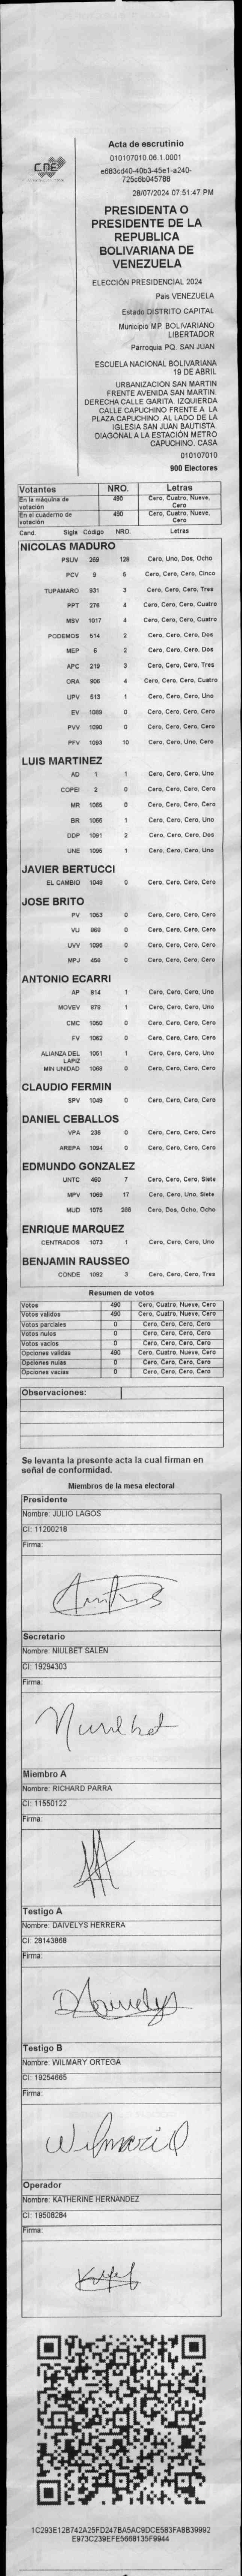 CNE
Acta de escrutinio
010107010.06.1.0001
e683cd40-40b3-45e1-a240-
725c6b045788
28/07/2024 07:51:47 PM
PRESIDENTA O
PRESIDENTE DE LA
REPUBLICA
BOLIVARIANA DE
VENEZUELA
ELECCIÓN PRESIDENCIAL 2024
Pais VENEZUELA
Estado DISTRITO CAPITAL
Municipio MP. BOLIVARIANO
LIBERTADOR
Parroquia PQ. SAN JUAN
ESCUELA NACIONAL BOLIVARIANA
19 DE ABRIL
URBANIZACIÓN SAN MARTIN
FRENTE AVENIDA SAN MARTIN.
DERECHA CALLE GARITA. IZQUIERDA
CALLE CAPUCHINO FRENTE A LA
PLAZA CAPUCHINO. AL LADO DE LA
IGLESIA SAN JUAN BAUTISTA.
DIAGONAL A LA ESTACIÓN METRO
CAPUCHINO. CASA
010107010
900 Electores
Votantes NRO. Letras
En la máquina de votación 490 Cero, Cuatro, Nueve, Cero
En el cuaderno de votación 490 Cero, Cuatro, Nueve, Cero
Cand. Sigla Código NRO. Letras
NICOLAS MADURO
PSUV 269 128 Cero, Uno, Dos, Ocho
PCV 9 5 Cero, Cero, Cero, Cinco
TUPAMARO 931 3 Cero, Cero, Cero, Tres
PPT 276 4 Cero, Cero, Cero, Cuatro
MSV 1017 4 Cero, Cero, Cero, Cuatro
PODEMOS 514 2 Cero, Cero, Cero, Dos
MEP 6 2 Cero, Cero, Cero, Dos
APC 219 3 Cero, Cero, Cero, Tres
ORA 906 4 Cero, Cero, Cero, Cuatro
UPV 513 1 Cero, Cero, Cero, Uno
EV 1089 0 Cero, Cero, Cero, Cero
PVV 1090 0 Cero, Cero, Cero, Cero
PFV 1093 10 Cero, Cero, Uno, Cero
LUIS MARTINEZ
AD 1 1 Cero, Cero, Cero, Uno
COPEI 2 0 Cero, Cero, Cero, Cero
MR 1065 0 Cero, Cero, Cero, Cero
BR 1066 1 Cero, Cero, Cero, Uno
DDP 1091 2 Cero, Cero, Cero, Dos
UNE 1095 1 Cero, Cero, Cero, Uno
JAVIER BERTUCCI
EL CAMBIO 1048 0 Cero, Cero, Cero, Cero
JOSE BRITO
PV 1053 0 Cero, Cero, Cero, Cero
VU 869 0 Cero, Cero, Cero, Cero
UVV 1096 0 Cero, Cero, Cero, Cero
MPJ 458 0 Cero, Cero, Cero, Cero
ANTONIO ECARRI
AP 814 1 Cero, Cero, Cero, Uno
MOVEV 878 1 Cero, Cero, Cero, Uno
CMC 1050 0 Cero, Cero, Cero, Cero
FV 1052 0 Cero, Cero, Cero, Cero
ALIANZA DEL LAPIZ 1051 1 Cero, Cero, Cero, Uno
MIN UNIDAD 1069 0 Cero, Cero, Cero, Cero
CLAUDIO FERMIN
SPV 1049 0 Cero, Cero, Cero, Cero
DANIEL CEBALLOS
VPA 236 0 Cero, Cero, Cero, Cero
AREPA 1094 0 Cero, Cero, Cero, Cero
EDMUNDO GONZALEZ
UNTC 460 7 Cero, Cero, Cero, Siete
MPV 1069 17 Cero, Cero, Uno, Siete
MUD 1075 288 Cero, Dos, Ocho, Ocho
ENRIQUE MARQUEZ
CENTRADOS 1073 1 Cero, Cero, Cero, Uno
BENJAMIN RAUSSEO
CONDE 1092 3 Cero, Cero, Cero, Tres
Resumen de votos
Votos 490 Cero, Cuatro, Nueve, Cero
Votos validos 490 Cero, Cuatro, Nueve, Cero
Votos parciales 0 Cero, Cero, Cero, Cero
Votos nulos 0 Cero, Cero, Cero, Cero
Votos vacios 0 Cero, Cero, Cero, Cero
Opciones validas 490 Cero, Cuatro, Nueve, Cero
Opciones nulas 0 Cero, Cero, Cero, Cero
Opciones vacias 0 Cero, Cero, Cero, Cero
Observaciones:
Se levanta la presente acta la cual firman en
señal de conformidad.
Miembros de la mesa electoral
Presidente
Nombre: JULIO LAGOS
CI: 11200218
Firma:
Secretario
Nombre: NIULBET SALEN
CI: 19294303
Firma:
Miembro A
Nombre: RICHARD PARRA
CI: 11550122
Firma:
Testigo A
Nombre: DAIVELYS HERRERA
CI: 28143868
Firma:
Testigo B
Nombre: WILMARY ORTEGA
CI: 19254665
Firma:
Operador
Nombre: KATHERINE HERNANDEZ
CI: 19508284
Firma:
1C293E12B742A25FD247BA5AC9DCE583FA8B39992
E973C239EFE5668135F9944